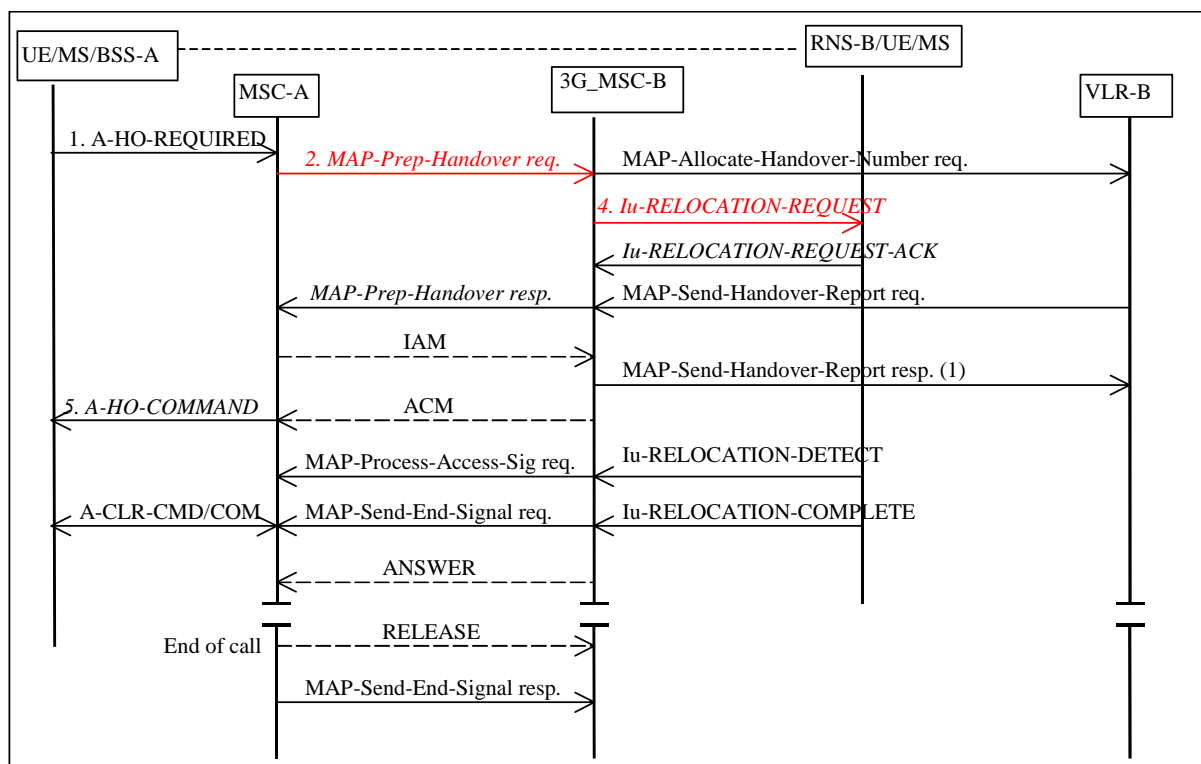 UE/MS/BSS-A
RNS-B/UE/MS
MSC-A
3G_MSC-B
VLR-B
1. A-HO-REQUIRED
2. MAP-Prep-Handover req.
MAP-Allocate-Handover-Number req.
4. Iu-RELOCATION-REQUEST
Iu-RELOCATION-REQUEST-ACK
MAP-Prep-Handover resp.
MAP-Send-Handover-Report req.
IAM
MAP-Send-Handover-Report resp. (1)
5. A-HO-COMMAND
ACM
MAP-Process-Access-Sig req.
Iu-RELOCATION-DETECT
A-CLR-CMD/COM
MAP-Send-End-Signal req.
Iu-RELOCATION-COMPLETE
ANSWER
End of call
RELEASE
MAP-Send-End-Signal resp.